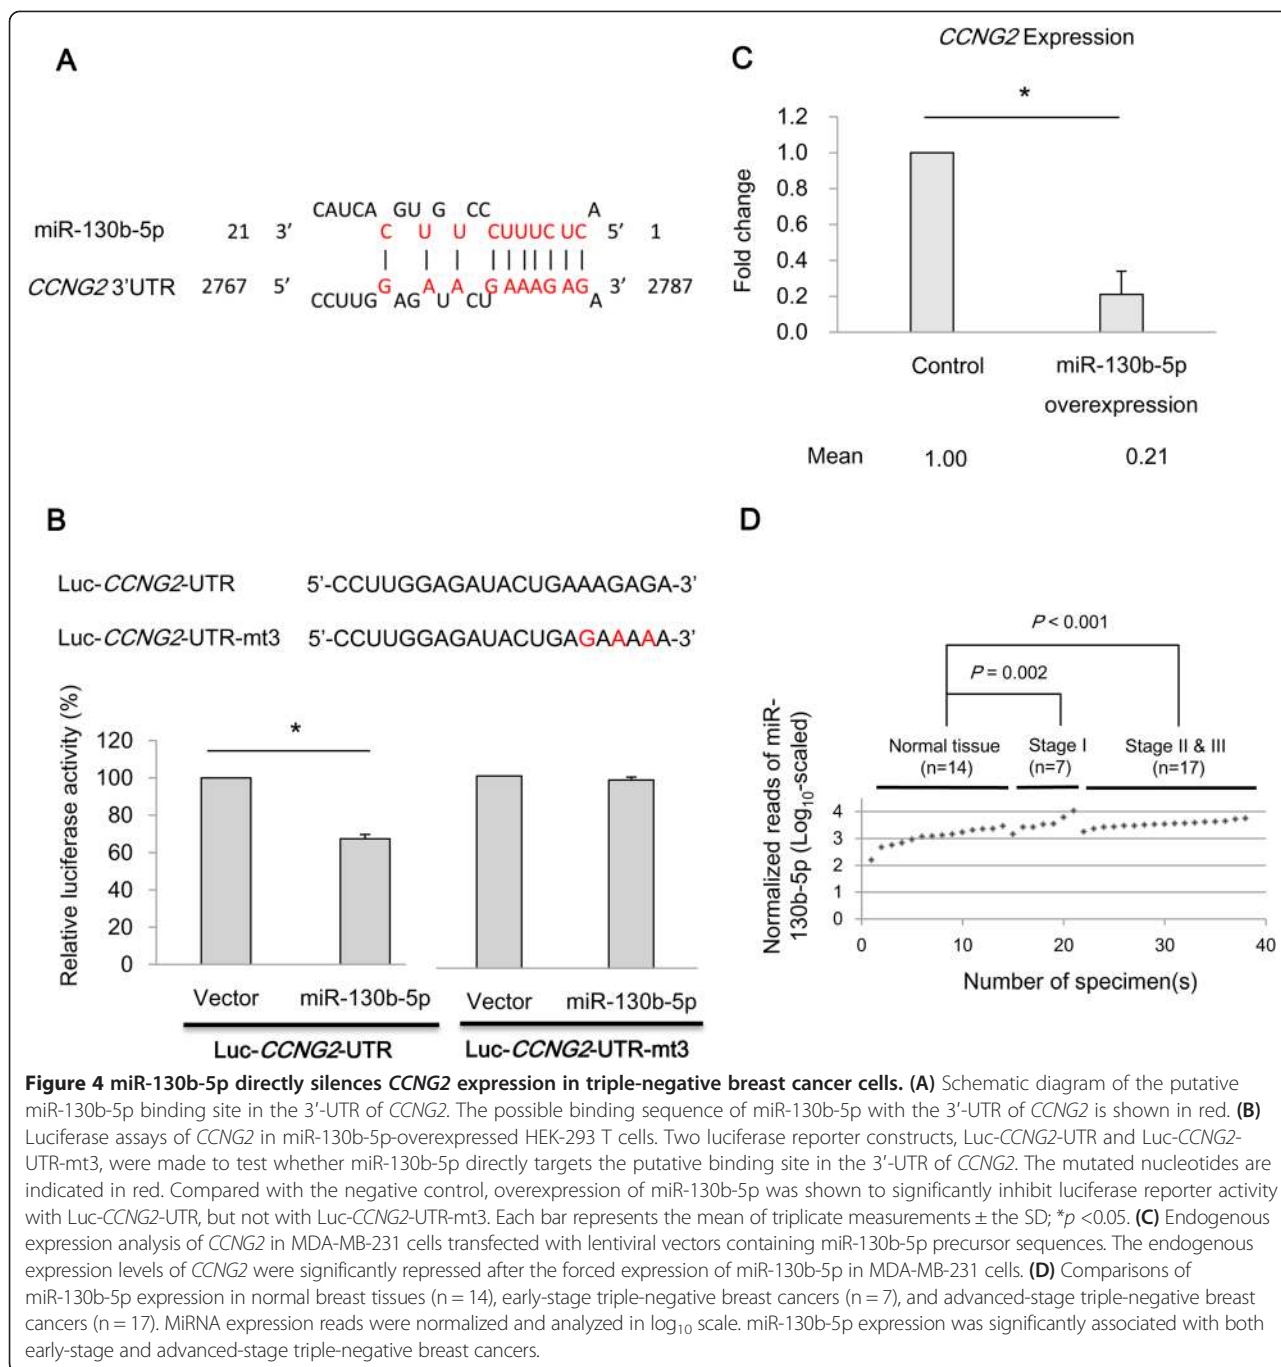 A
CAUCA GU G CC A
miR-130b-5p 21 3′ C U U CUUUCUC 5′ 1
CCNG2 3'UTR 2767 5′ G A A GAAAGAG 3′ 2787
CCUUG AG U CU A
C
CCNG2 Expression
*
1.2
1.0
0.8
0.6
0.4
0.2
0.0
Fold change
Control
miR-130b-5p
overexpression
Mean 1.00 0.21
B
Luc-CCNG2-UTR 5'-CCUUGGAGAUACUGAAAGAGA-3'
Luc-CCNG2-UTR-mt3 5'-CCUUGGAGAUACUGAGAAAAA-3'
Relative luciferase activity (%)
*
120
100
80
60
40
20
0
Vector miR-130b-5p Vector miR-130b-5p
Luc-CCNG2-UTR Luc-CCNG2-UTR-mt3
D
P < 0.001
P = 0.002
Normal tissue
(n=14)
Stage I
(n=7)
Stage II & III
(n=17)
Normalized reads of miR-
130b-5p (Log10-scaled)
4
3
2
1
0
0 10 20 30 40
Number of specimen(s)
Figure 4 miR-130b-5p directly silences CCNG2 expression in triple-negative breast cancer cells. (A) Schematic diagram of the putative
miR-130b-5p binding site in the 3′-UTR of CCNG2. The possible binding sequence of miR-130b-5p with the 3′-UTR of CCNG2 is shown in red. (B)
Luciferase assays of CCNG2 in miR-130b-5p-overexpressed HEK-293 T cells. Two luciferase reporter constructs, Luc-CCNG2-UTR and Luc-CCNG2-
UTR-mt3, were made to test whether miR-130b-5p directly targets the putative binding site in the 3′-UTR of CCNG2. The mutated nucleotides are
indicated in red. Compared with the negative control, overexpression of miR-130b-5p was shown to significantly inhibit luciferase reporter activity
with Luc-CCNG2-UTR, but not with Luc-CCNG2-UTR-mt3. Each bar represents the mean of triplicate measurements ± the SD; *p <0.05. (C) Endogenous
expression analysis of CCNG2 in MDA-MB-231 cells transfected with lentiviral vectors containing miR-130b-5p precursor sequences. The endogenous
expression levels of CCNG2 were significantly repressed after the forced expression of miR-130b-5p in MDA-MB-231 cells. (D) Comparisons of
miR-130b-5p expression in normal breast tissues (n = 14), early-stage triple-negative breast cancers (n = 7), and advanced-stage triple-negative breast
cancers (n = 17). MiRNA expression reads were normalized and analyzed in log10 scale. miR-130b-5p expression was significantly associated with both
early-stage and advanced-stage triple-negative breast cancers.